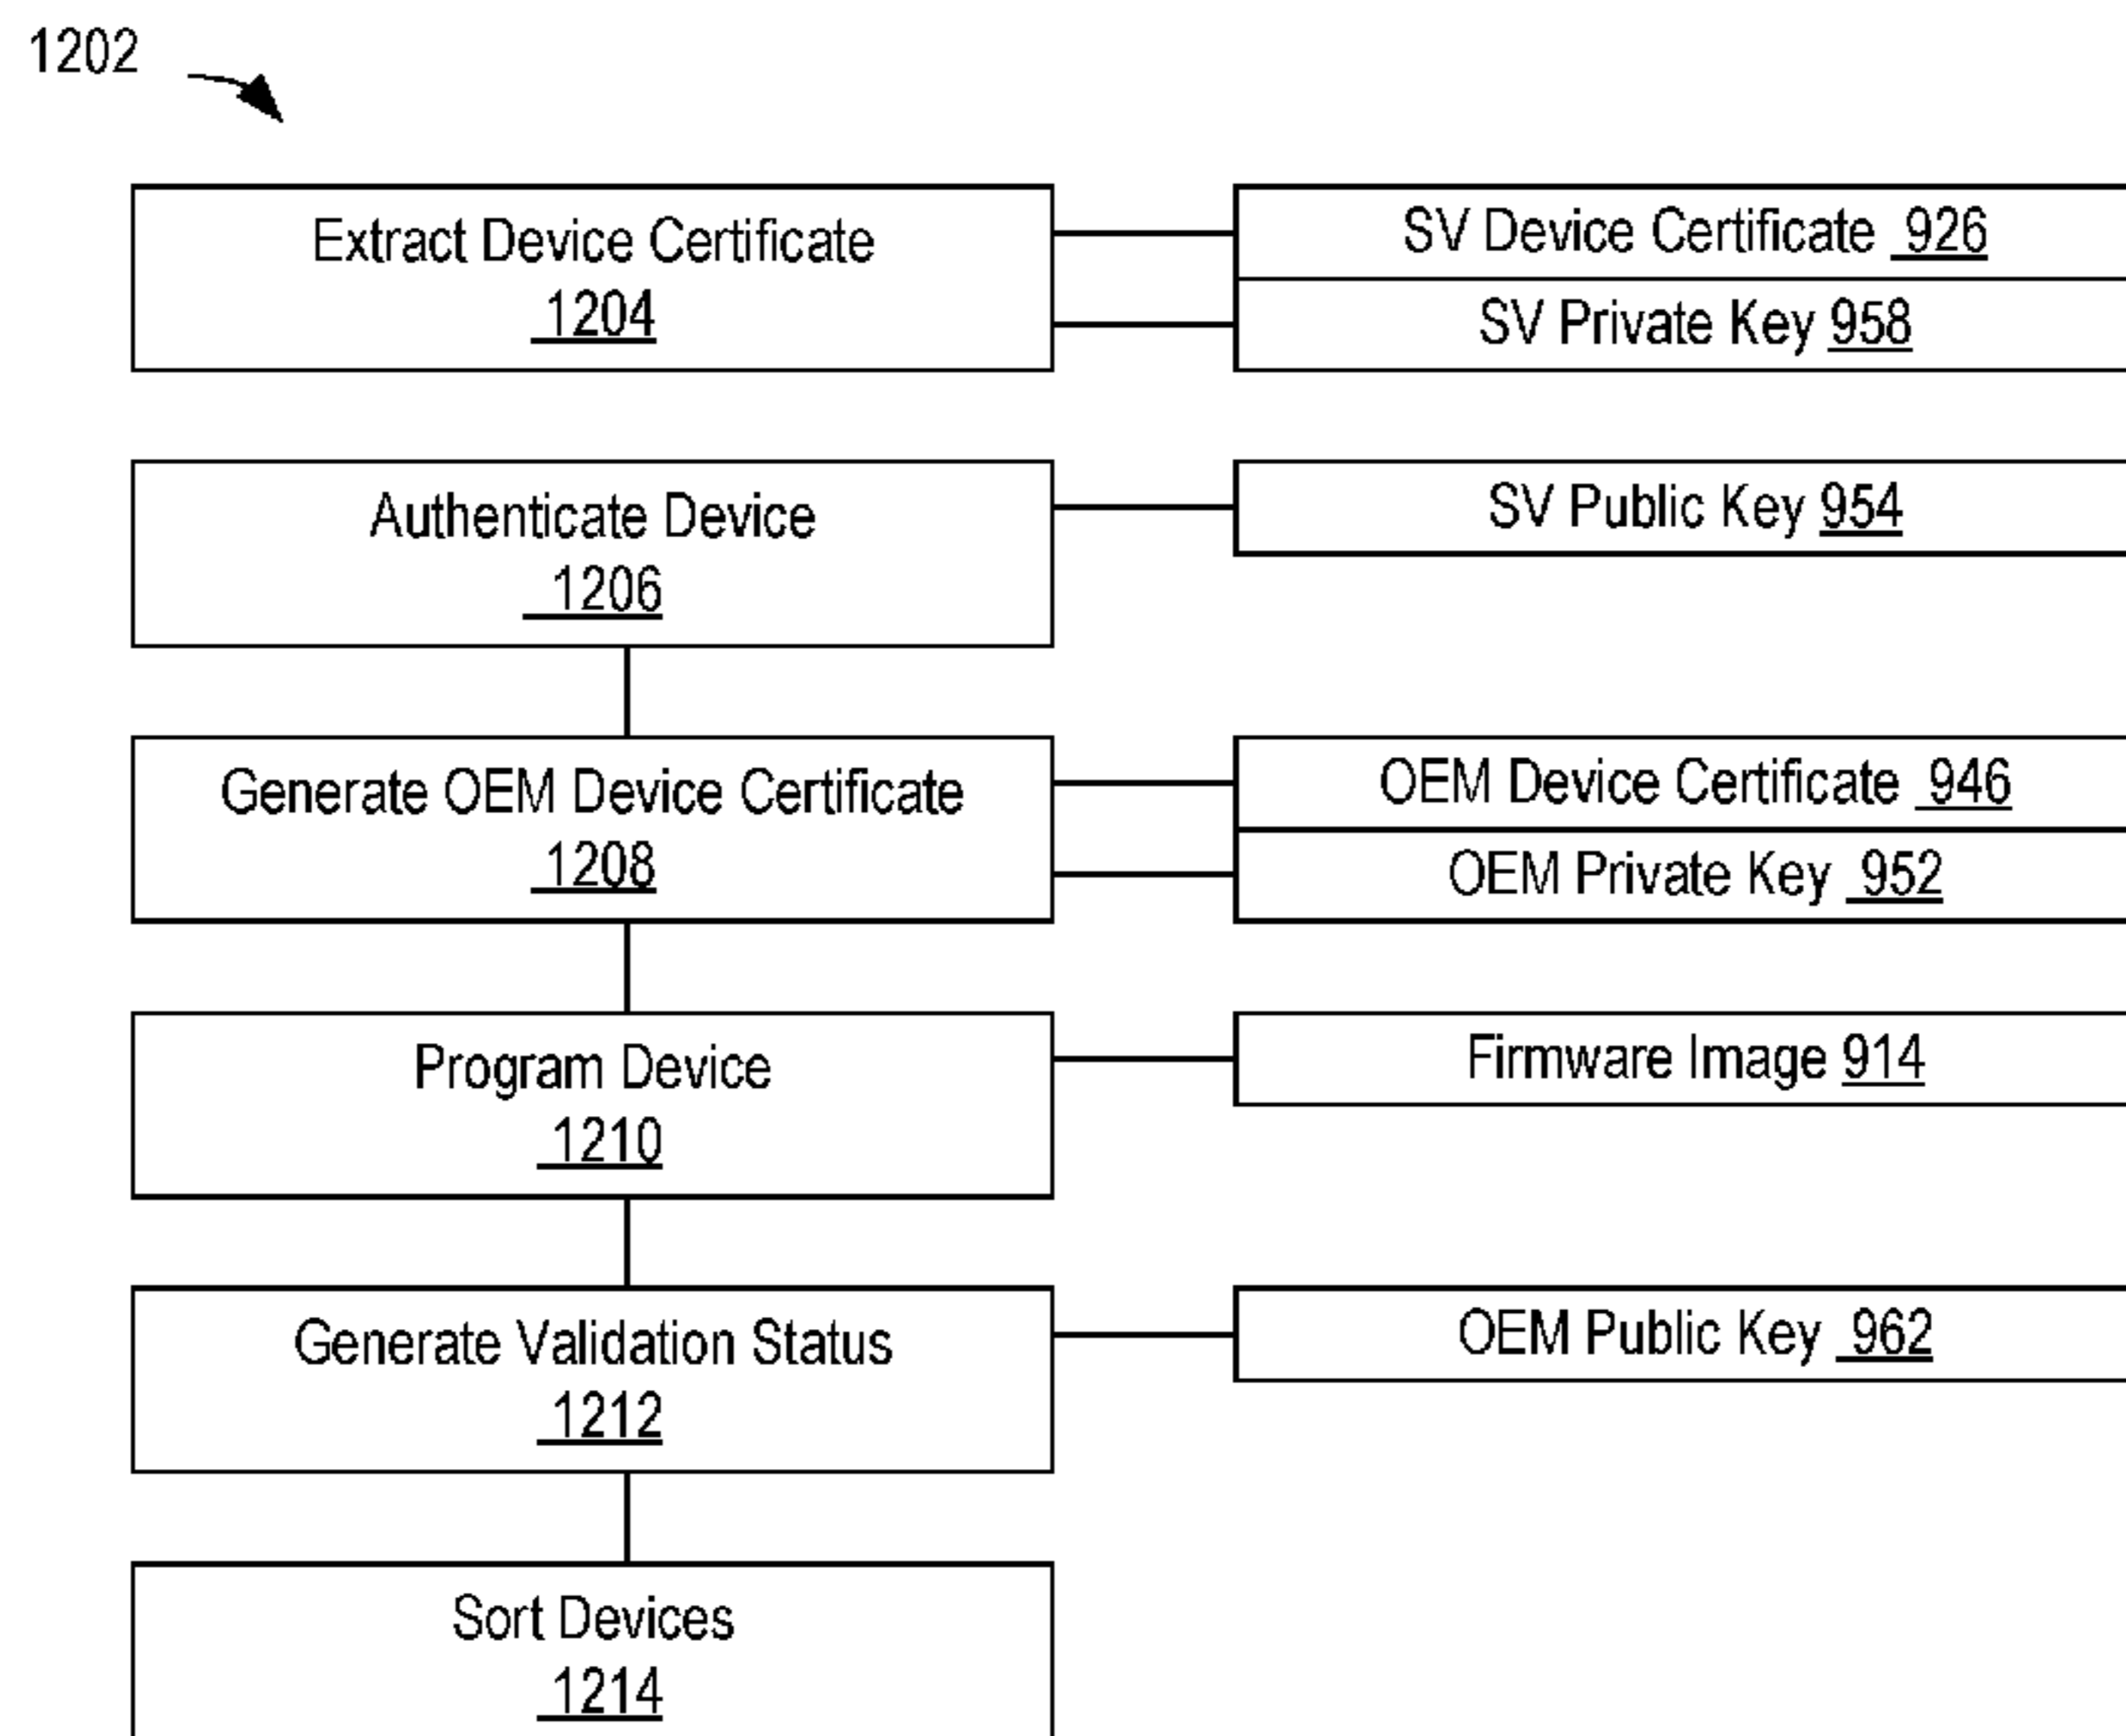 1202
Extract Device Certificate
1204
SV Device Certificate 926
SV Private Key 958
Authenticate Device
1206
SV Public Key 954
Generate OEM Device Certificate
1208
OEM Device Certificate 946
OEM Private Key 952
Program Device
1210
Firmware Image 914
Generate Validation Status
1212
OEM Public Key 962
Sort Devices
1214